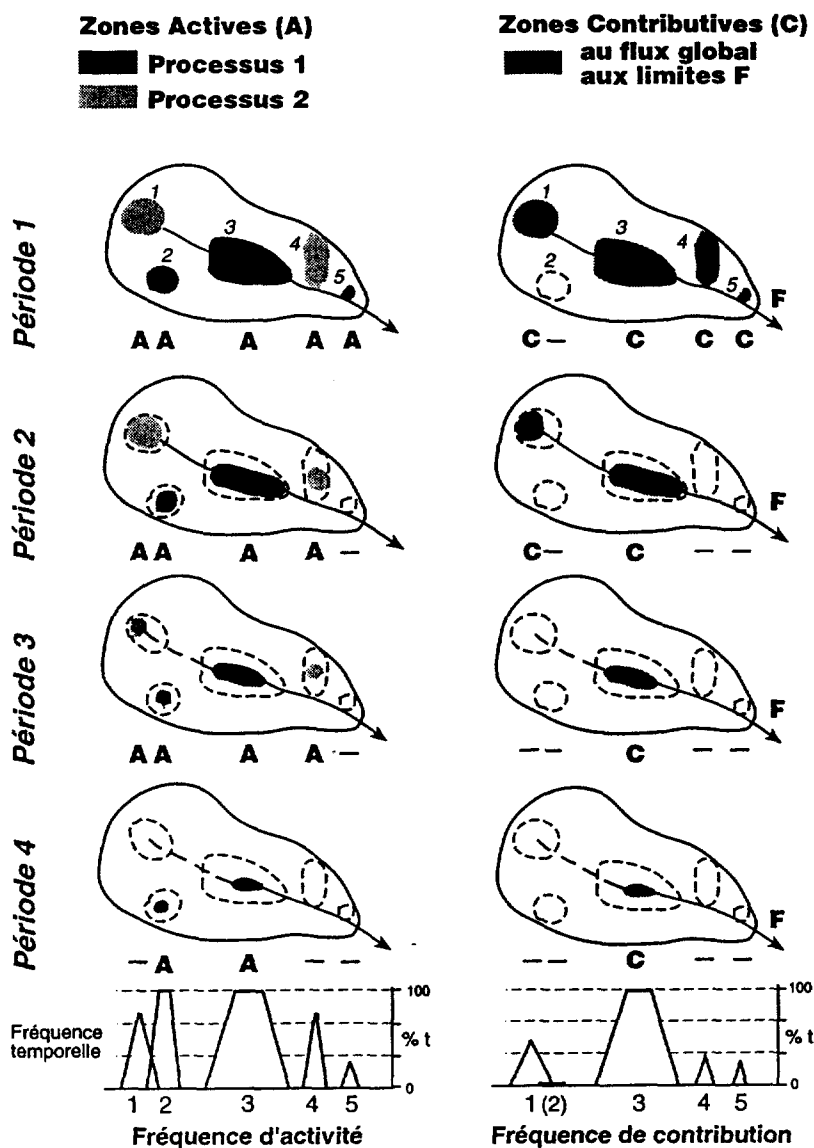 Zones Actives (A)
Processus 1
Processus 2
Zones Contributives (C)
au flux global
aux limites F
Période 1
1
2
3
4
5
A A A A A
1
2
3
4
5
F
C – C C C
Période 2
A A A A –
F
C – C – –
Période 3
A A A A –
F
– – C – –
Période 4
– A A – –
F
– – C – –
Fréquence
temporelle
100
% t
0
1 2 3 4 5
Fréquence d'activité
100
% t
0
1 (2) 3 4 5
Fréquence de contribution